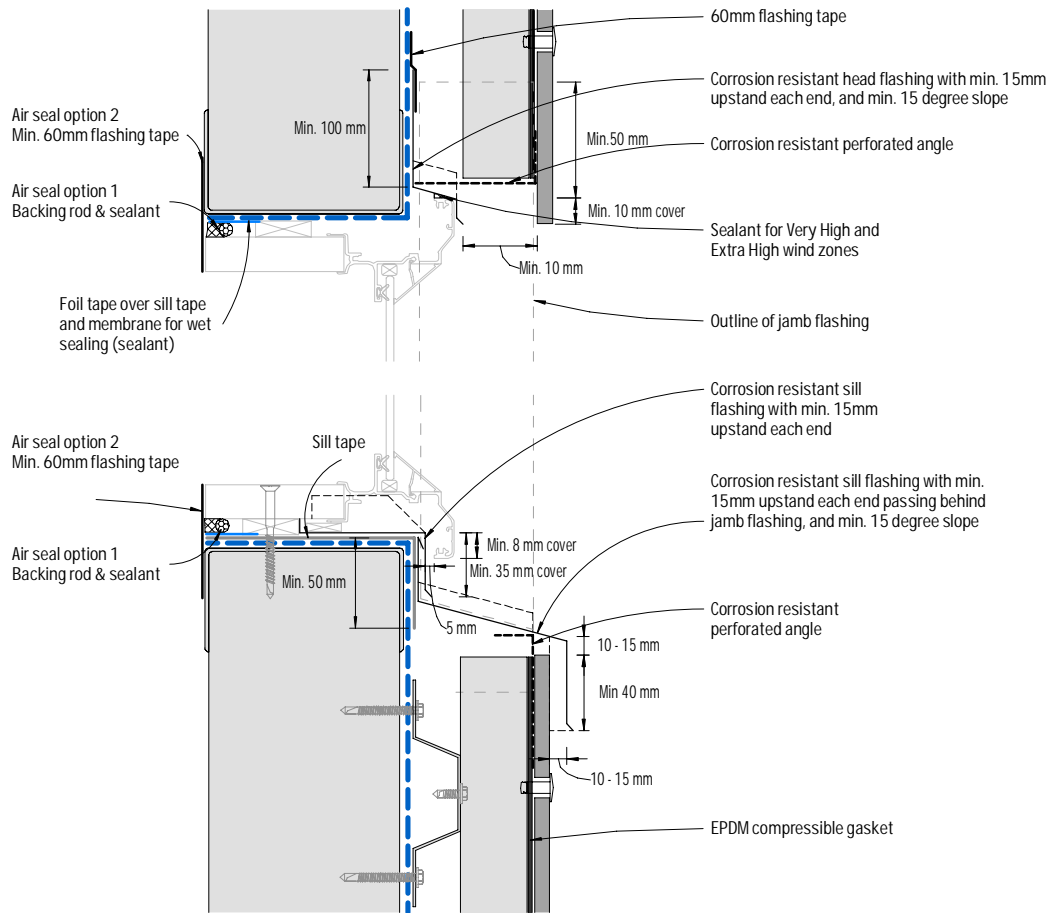 60mm flashing tape
Corrosion resistant head flashing with min. 15mm
upstand each end, and min. 15 degree slope
Air seal option 2
Min. 60mm flashing tape
Min. 100 mm
Min.50 mm
Corrosion resistant perforated angle
Air seal option 1
Backing rod & sealant
Min. 10 mm cover
Sealant for Very High and
Extra High wind zones
Min. 10 mm
Foil tape over sill tape
and membrane for wet
sealing (sealant)
Outline of jamb flashing
Corrosion resistant sill
flashing with min. 15mm
upstand each end
Air seal option 2
Min. 60mm flashing tape
Sill tape
Corrosion resistant sill flashing with min.
15mm upstand each end passing behind
jamb flashing, and min. 15 degree slope
Air seal option 1
Backing rod & sealant
Min. 8 mm cover
Min. 35 mm cover
Min. 50 mm
5 mm
Corrosion resistant
perforated angle
10 - 15 mm
Min 40 mm
10 - 15 mm
EPDM compressible gasket